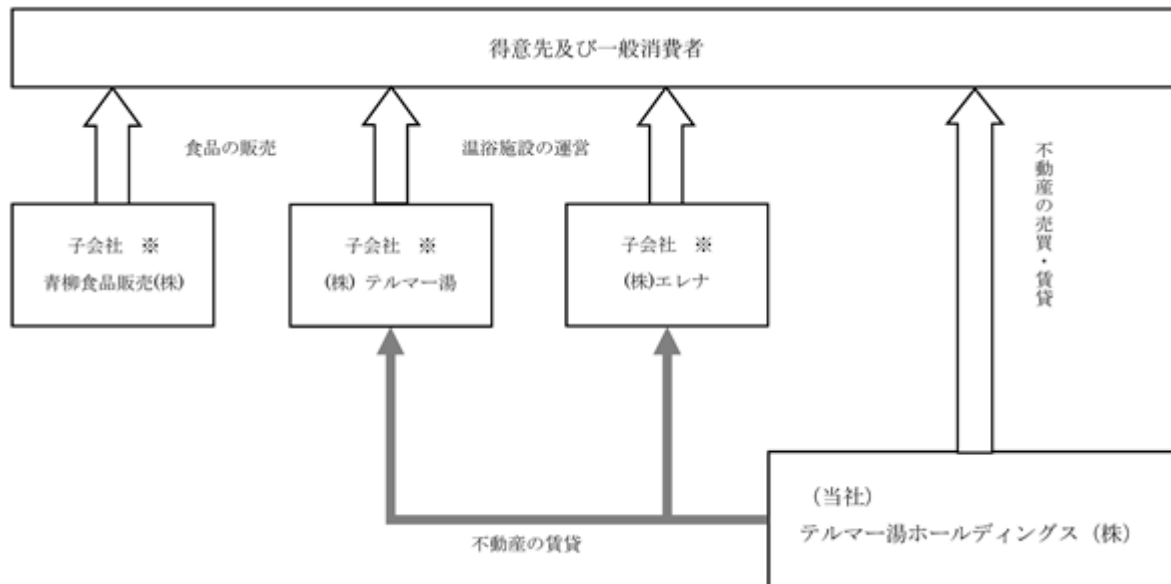 得意先及び一般消費者
食品の販売
温浴施設の運営
不動産の売買・賃貸
子会社 ※
青柳食品販売(株)
子会社 ※
(株) テルマー湯
子会社 ※
(株)エレナ
(当社)
テルマー湯ホールディングス (株)
不動産の賃貸